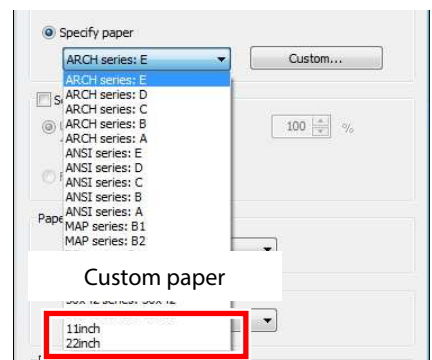 Specify paper
ARCH series: E
Custom...
ARCH series: E
ARCH series: D
ARCH series: C
ARCH series: B
ARCH series: A
ANSI series: E
ANSI series: D
ANSI series: C
ANSI series: B
ANSI series: A
MAP series: B1
MAP series: B2
100
%
Pape
Custom paper
11inch
22inch